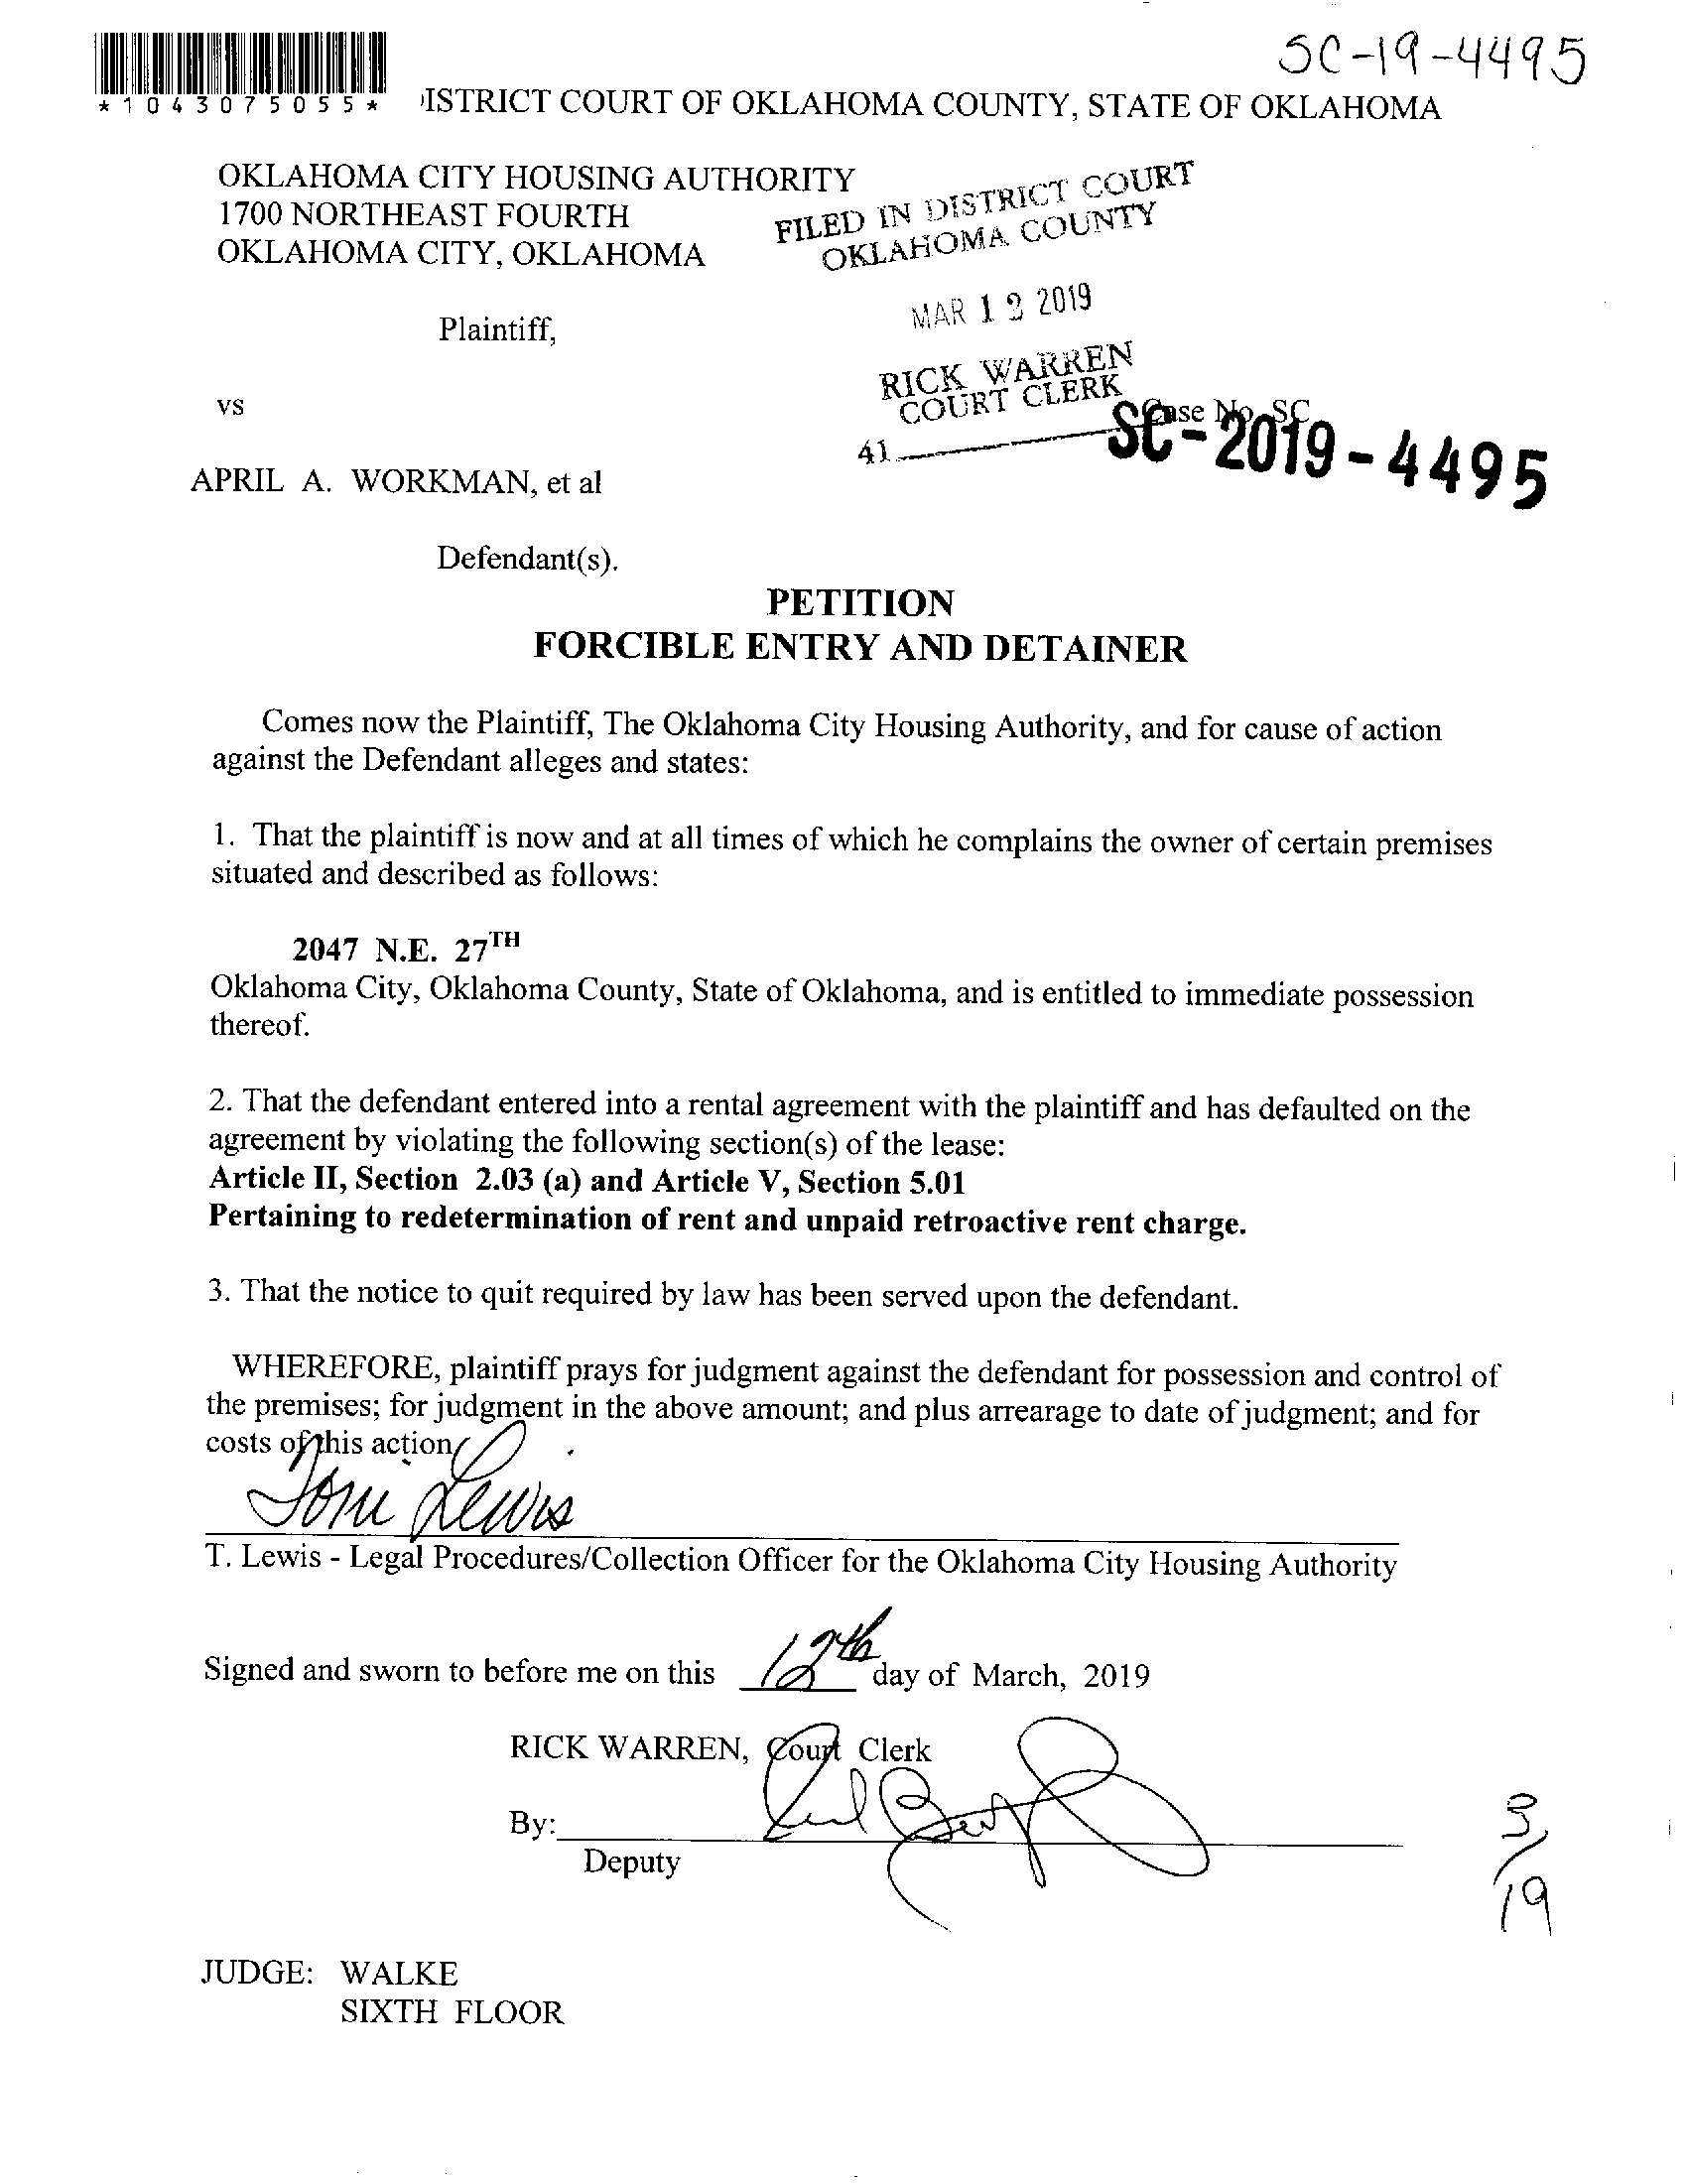 SC-19-4495
*1043075055*
ISTRICT COURT OF OKLAHOMA COUNTY, STATE OF OKLAHOMA
OKLAHOMA CITY HOUSING AUTHORITY
1700 NORTHEAST FOURTH
OKLAHOMA CITY, OKLAHOMA
FILED IN DISTRICT COURT
OKLAHOMA COUNTY
MAR 12 2019
Plaintiff,
RICK WARREN
COURT CLERK
41
vs
Case No. SC
SC-2019-4495
APRIL A. WORKMAN, et al
Defendant(s).
PETITION
FORCIBLE ENTRY AND DETAINER
Comes now the Plaintiff, The Oklahoma City Housing Authority, and for cause of action
against the Defendant alleges and states:
1. That the plaintiff is now and at all times of which he complains the owner of certain premises
situated and described as follows:
2047 N.E. 27TH
Oklahoma City, Oklahoma County, State of Oklahoma, and is entitled to immediate possession
thereof.
2. That the defendant entered into a rental agreement with the plaintiff and has defaulted on the
agreement by violating the following section(s) of the lease:
Article II, Section 2.03 (a) and Article V, Section 5.01
Pertaining to redetermination of rent and unpaid retroactive rent charge.
3. That the notice to quit required by law has been served upon the defendant.
WHEREFORE, plaintiff prays for judgment against the defendant for possession and control of
the premises; for judgment in the above amount; and plus arrearage to date of judgment; and for
costs of this action
Toni Lewis
T. Lewis - Legal Procedures/Collection Officer for the Oklahoma City Housing Authority
Signed and sworn to before me on this 12th day of March, 2019
RICK WARREN, Court Clerk
By:
Deputy
3/19
JUDGE: WALKE
SIXTH FLOOR